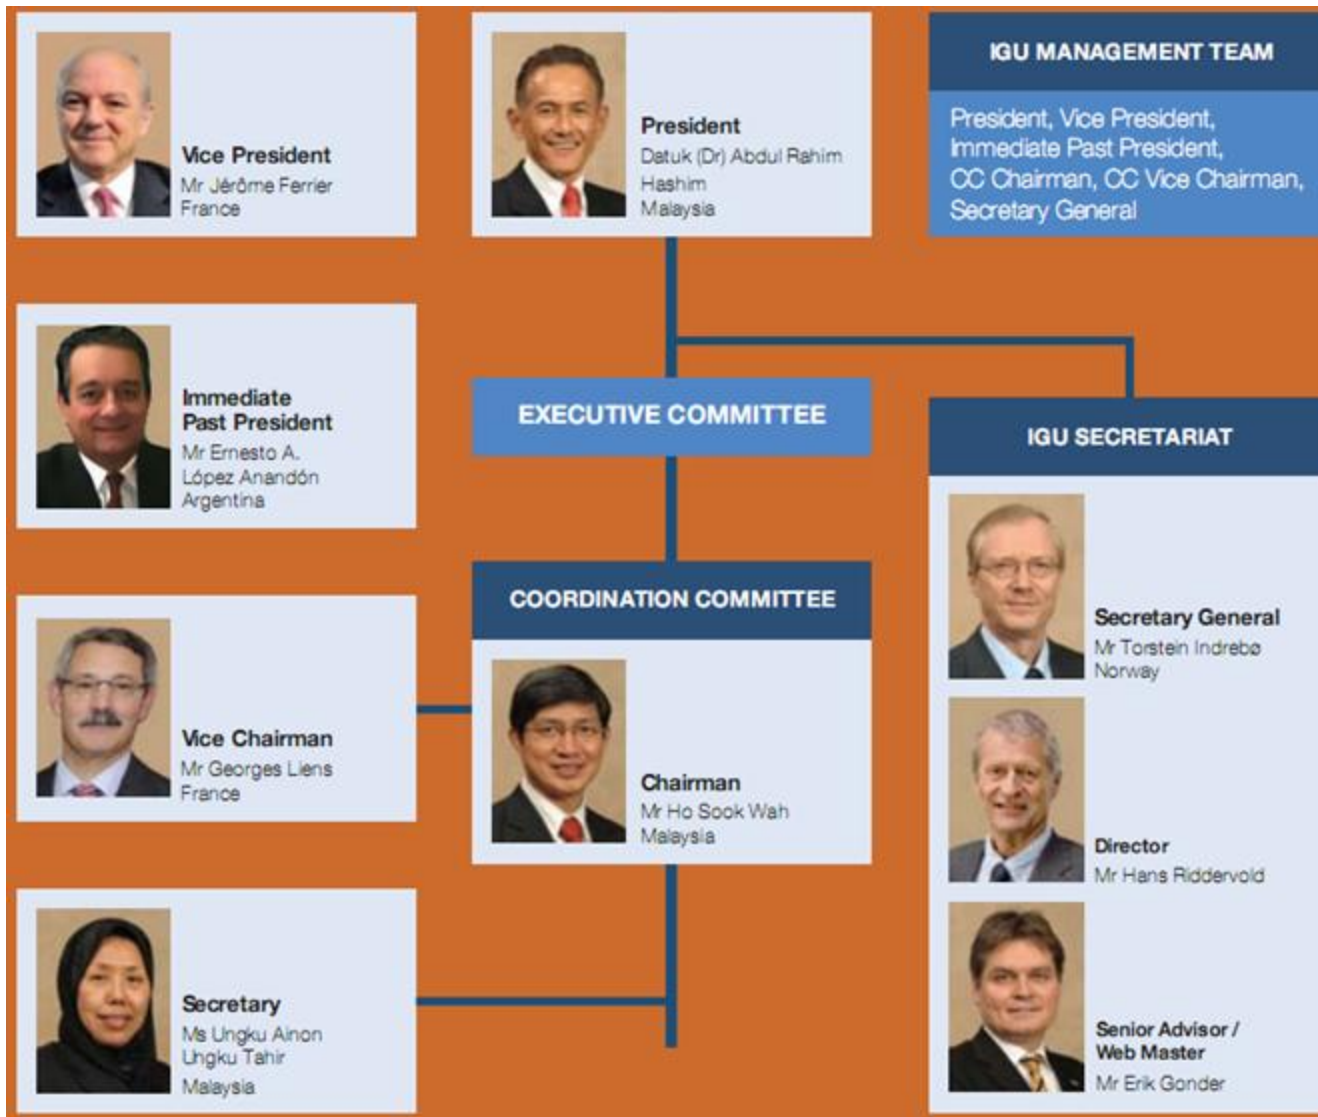 Vice President
Mr Jérôme Ferrier
France
President
Datuk (Dr) Abdul Rahim
Hashim
Malaysia
IGU MANAGEMENT TEAM
President, Vice President,
Immediate Past President,
CC Chairman, CC Vice Chairman,
Secretary General
Immediate
Past President
Mr Ernesto A.
López Anandón
Argentina
EXECUTIVE COMMITTEE
IGU SECRETARIAT
Secretary General
Mr Torstein Indrebø
Norway
Director
Mr Hans Riddervold
Senior Advisor /
Web Master
Mr Erik Gonder
COORDINATION COMMITTEE
Chairman
Mr Ho Sook Wah
Malaysia
Vice Chairman
Mr Georges Liens
France
Secretary
Ms Ungku Ainon
Ungku Tahir
Malaysia